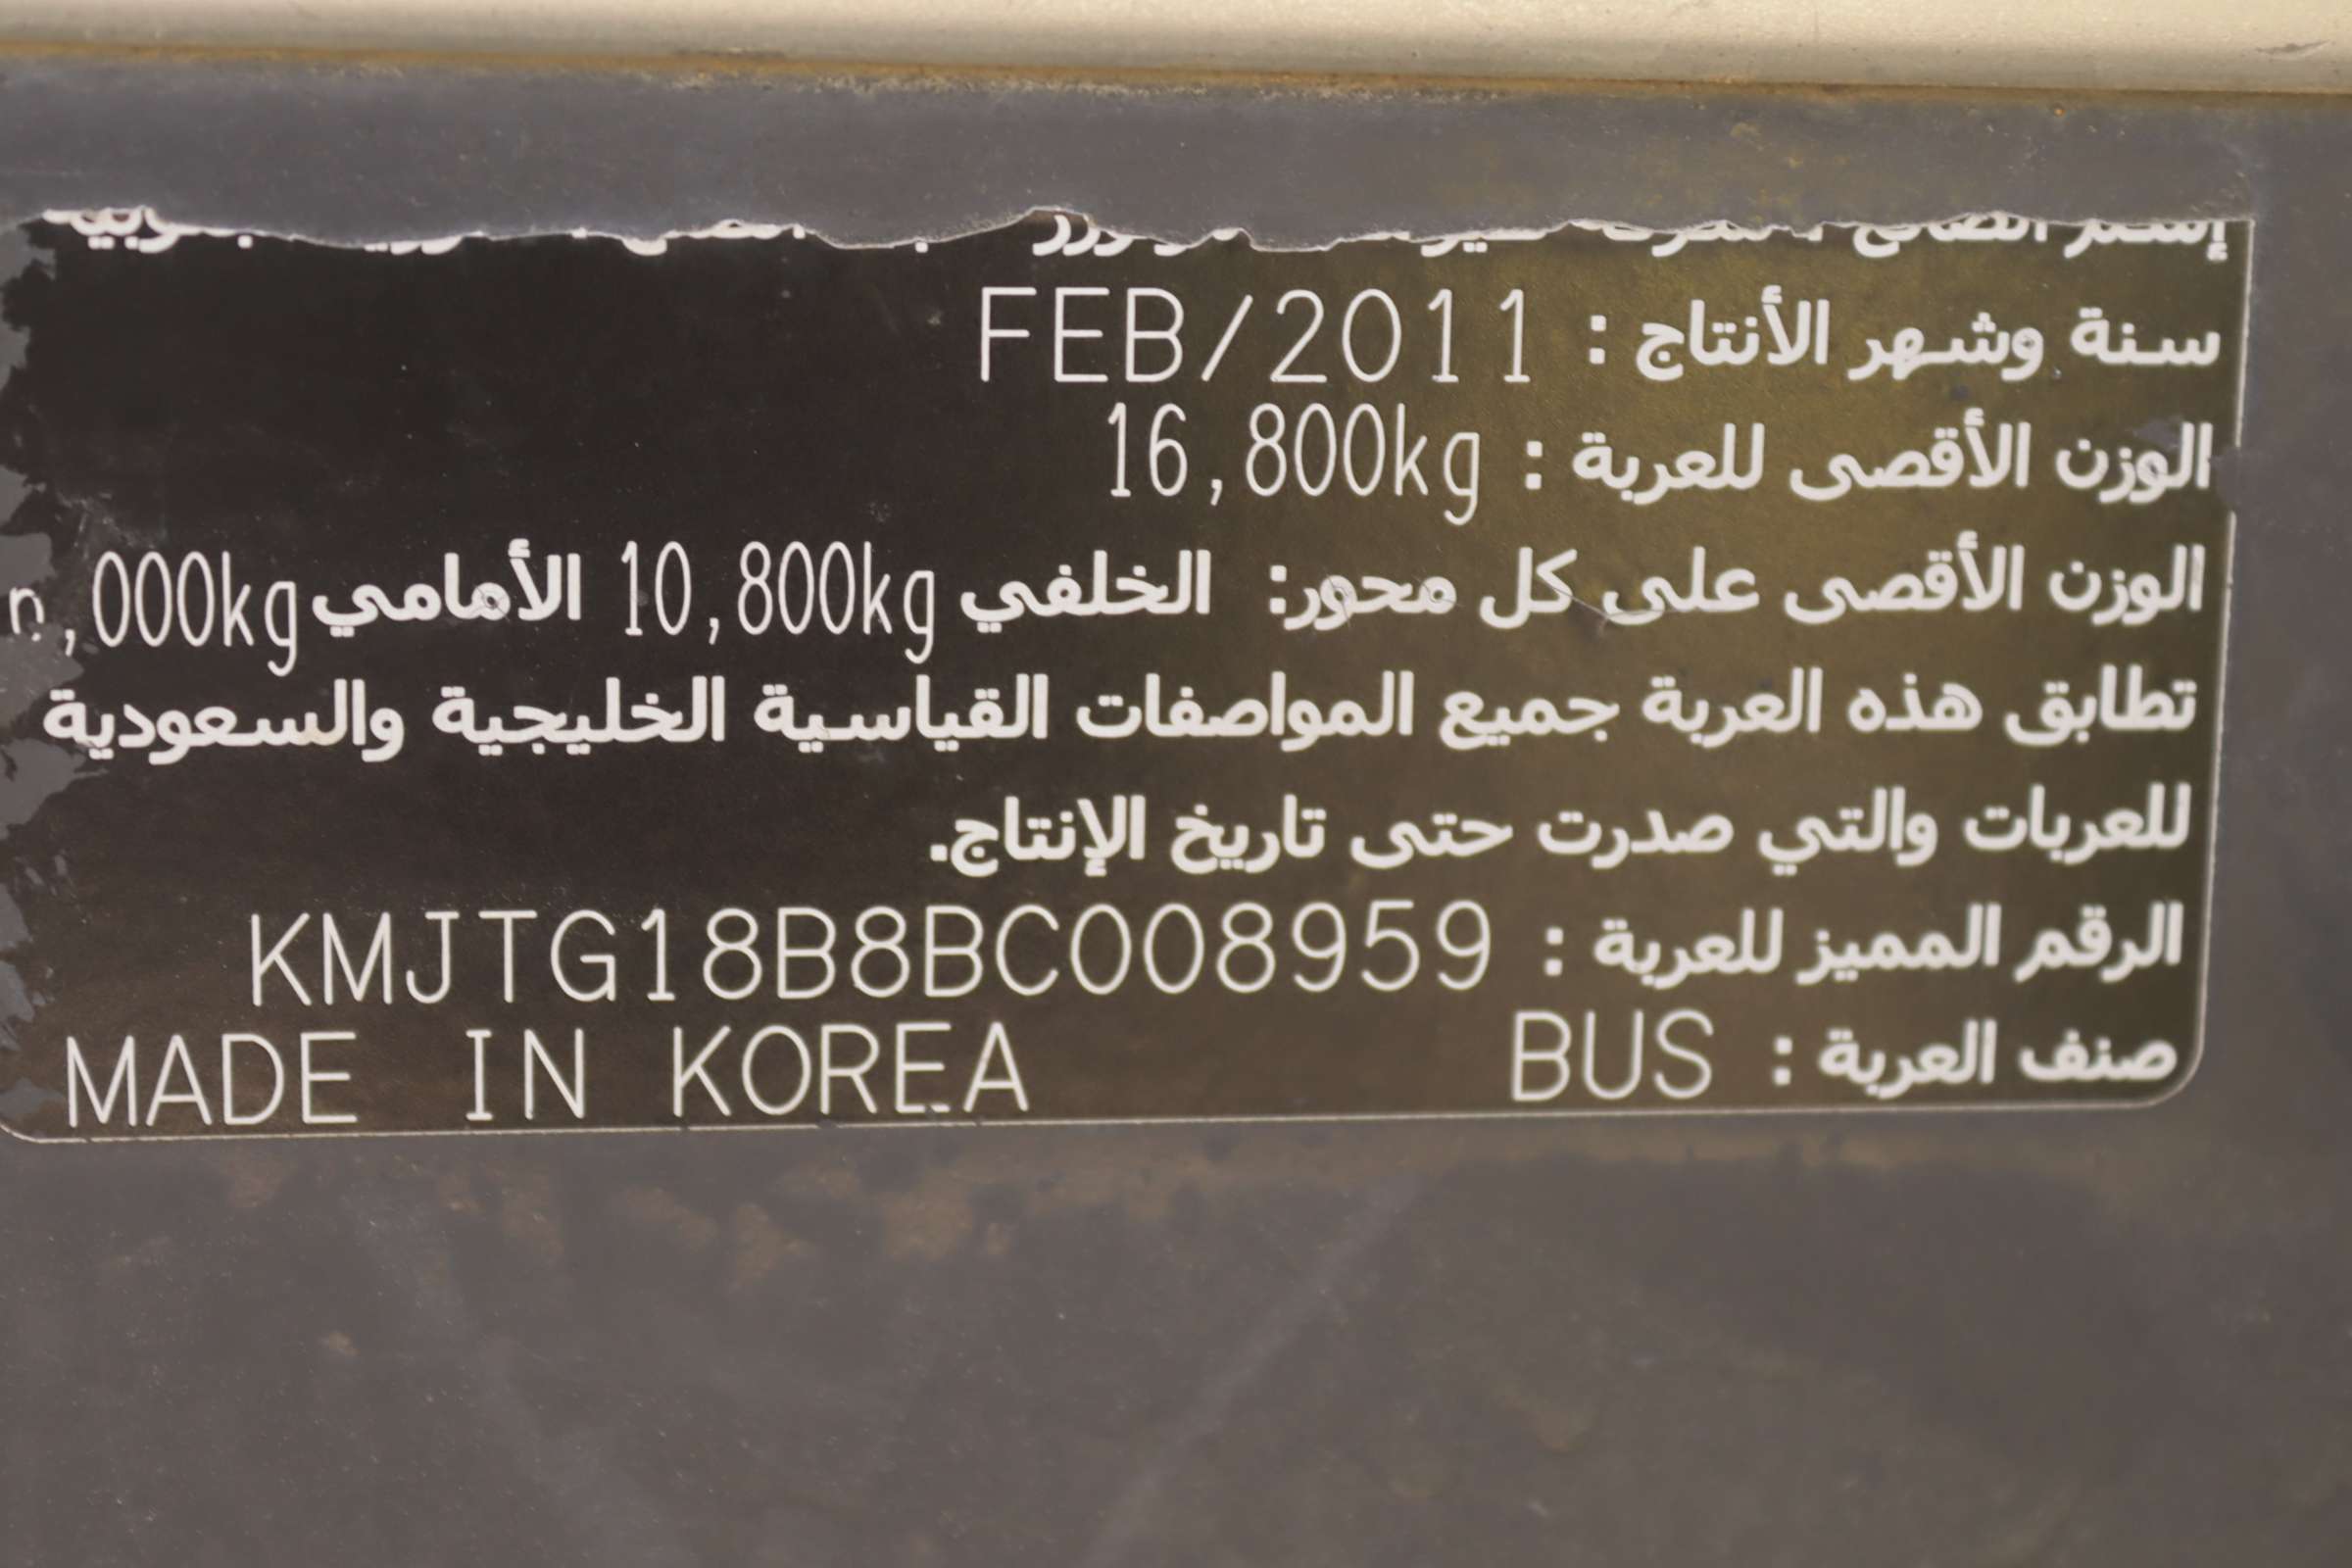 سنة وشهر الأنتاج : FEB/2011
الوزن الأقصى للعربة : 16,800kg
الوزن الأقصى على كل محور: الخلفي 10,800kg الأمامي
تطابق هذه العربة جميع المواصفات القياسية الخليجية والسعودية
للعربات والتي صدرت حتى تاريخ الإنتاج.
الرقم المميز للعربة : KMJTG18B8BC008959
صنف العربة : BUS MADE IN KOREA